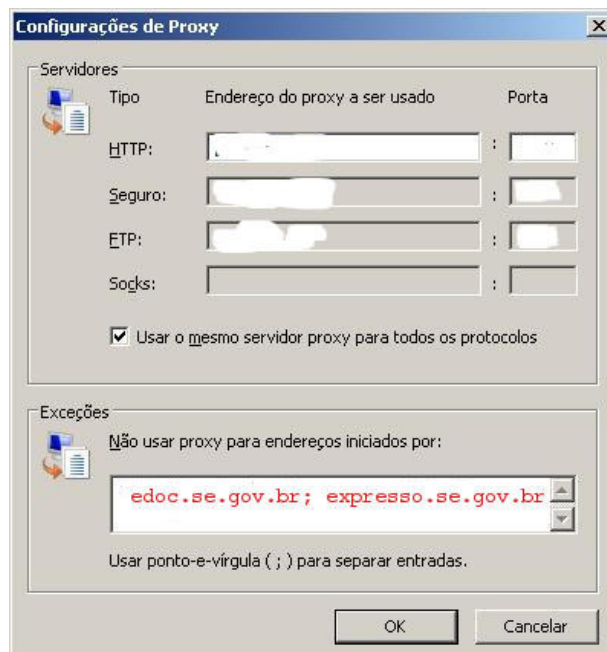 Configurações de Proxy
Servidores
Tipo Endereço do proxy a ser usado Porta
HTTP: :
Seguro: :
FTP: :
Socks: :
Usar o mesmo servidor proxy para todos os protocolos
Exceções
Não usar proxy para endereços iniciados por:
edoc.se.gov.br; expresso.se.gov.br
Usar ponto-e-vírgula ( ; ) para separar entradas.
OK Cancelar